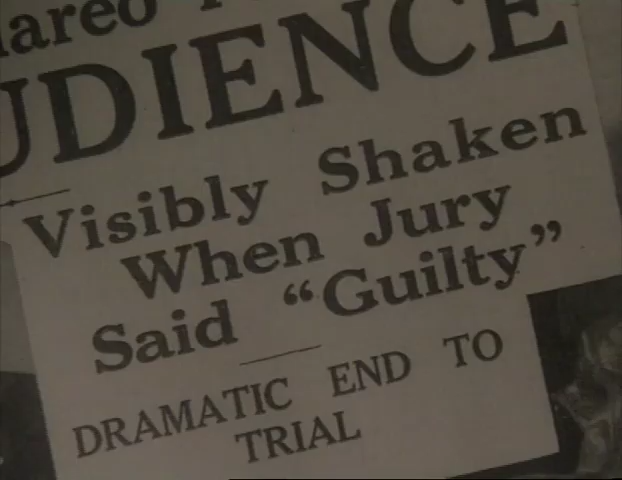 UDIENCE
Visibly Shaken
When Jury
Said “Guilty”
DRAMATIC END TO
TRIAL